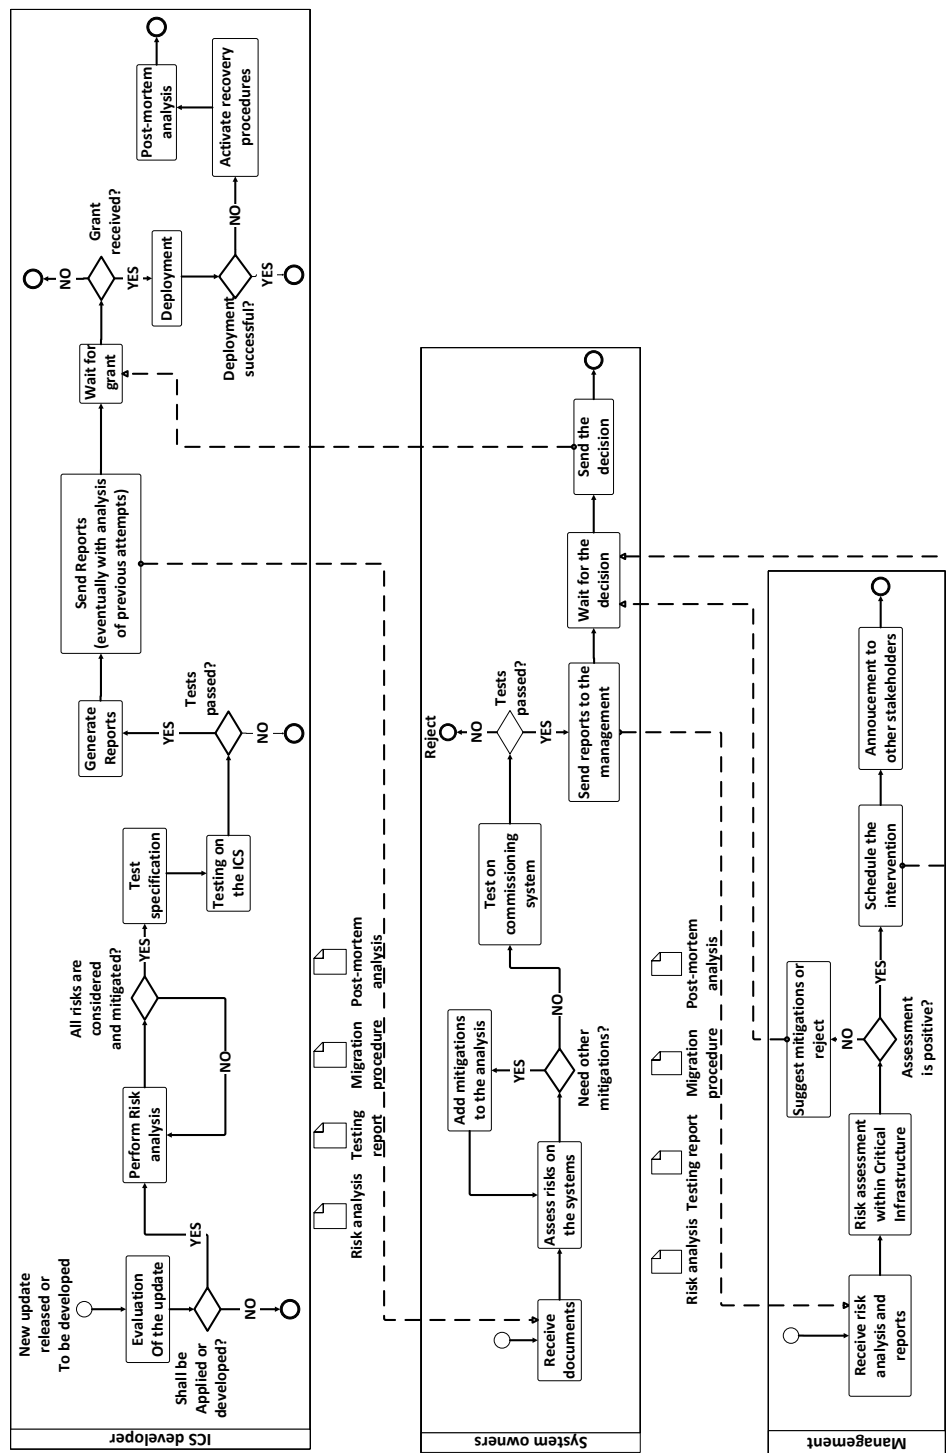 ICS developer
New update
released or
To be developed
Evaluation
Of the update
Shall be
Applied or
developed?
NO
YES
Perform Risk
analysis
All risks are
considered
and mitigated?
NO
YES
Test
specification
Testing on
the ICS
Tests
passed?
NO
YES
Generate
Reports
Send Reports
(eventually with analysis
of previous attempts)
Wait for
grant
Grant
received?
NO
YES
Deployment
Deployment
successful?
YES
NO
Activate recovery
procedures
Post-mortem
analysis
Risk analysis
Testing
report
Migration
procedure
Post-mortem
analysis
System owners
Receive
documents
Assess risks on
the systems
Add mitigations
to the analysis
YES
Need other
mitigations?
NO
Test on
commissioning
system
Tests
passed?
NO
Reject
YES
Send reports to the
management
Wait for the
decision
Send the
decision
Risk analysis
Testing report
Migration
procedure
Post-mortem
analysis
Management
Receive risk
analysis and
reports
Risk assessment
within Critical
Infrastructure
Assessment
is positive?
NO
Suggest mitigations or
reject
YES
Schedule the
intervention
Annoucement to
other stakeholders